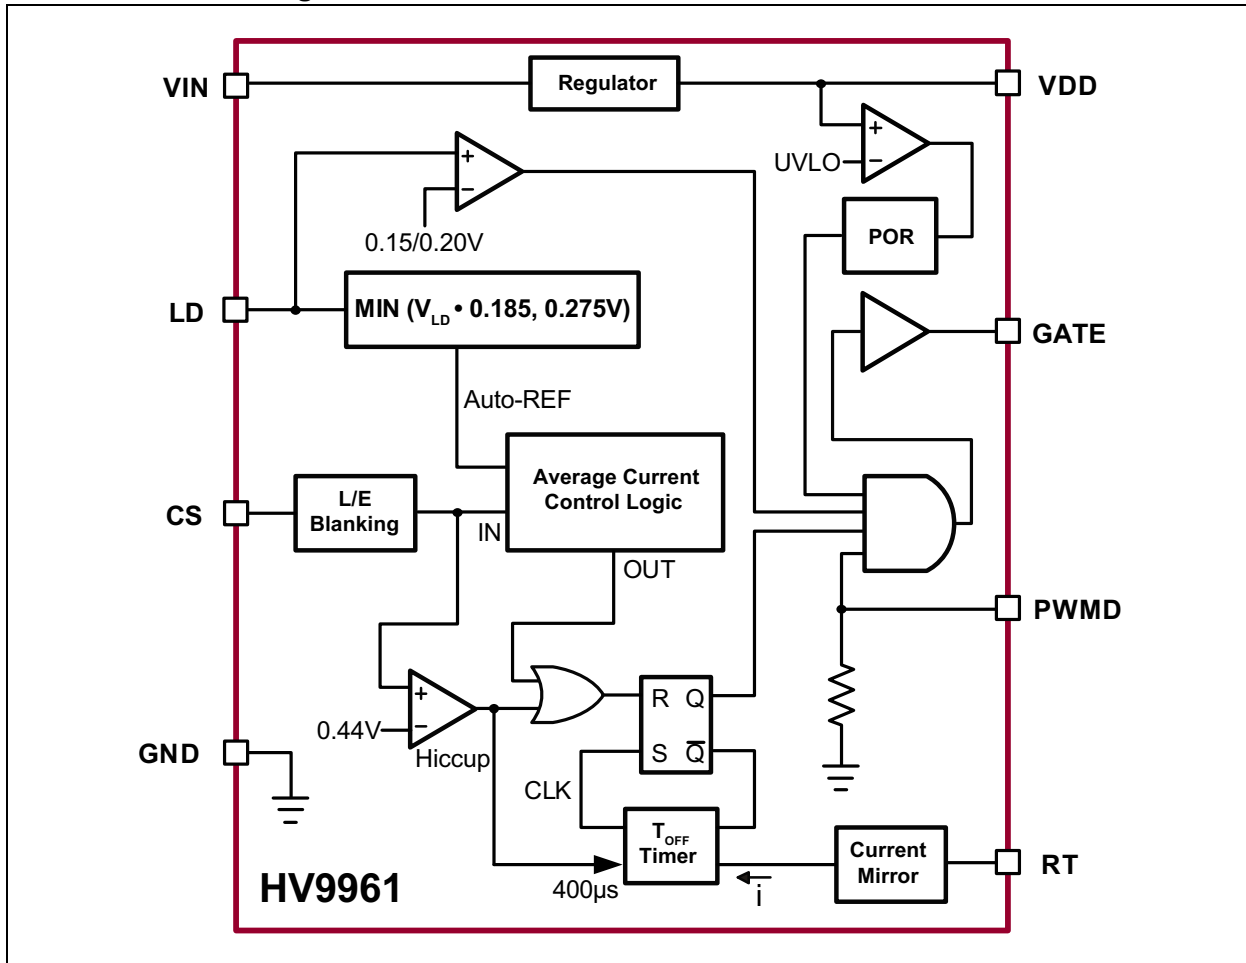 VIN
Regulator
VDD
+
−
UVLO
+
−
0.15/0.20V
POR
LD
MIN (VLD • 0.185, 0.275V)
GATE
Auto-REF
Average Current
Control Logic
CS
L/E
Blanking
IN
OUT
PWMD
+
−
0.44V
Hiccup
R Q
S Q̅
GND
CLK
TOFF
Timer
Current
Mirror
RT
400µs
i
HV9961